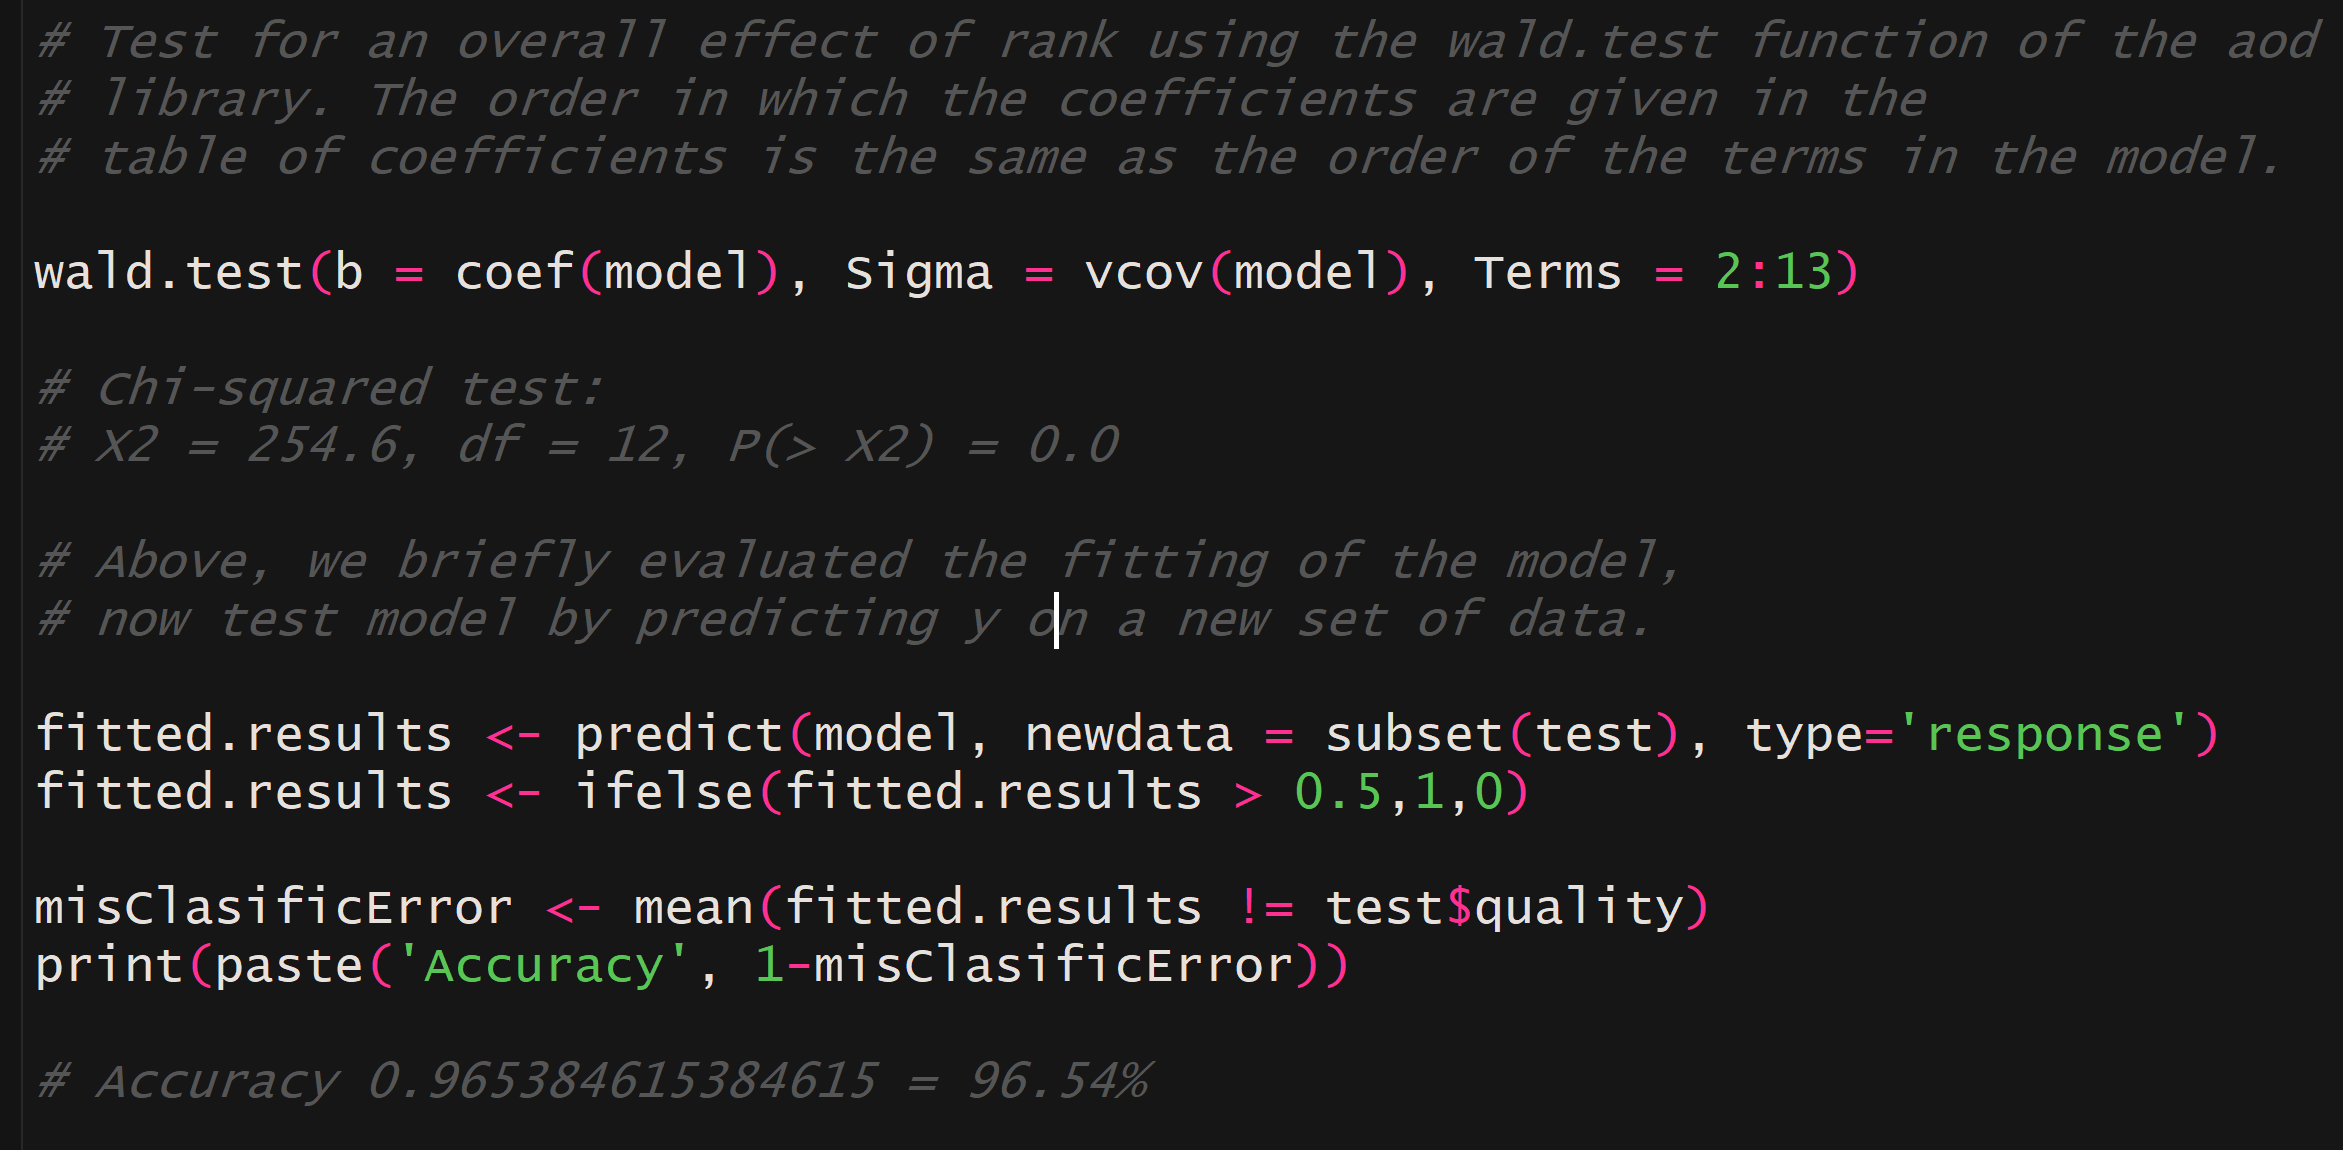 # Test for an overall effect of rank using the wald.test function of the aod
# library. The order in which the coefficients are given in the
# table of coefficients is the same as the order of the terms in the model.
wald.test(b = coef(model), Sigma = vcov(model), Terms = 2:13)
# Chi-squared test:
# X2 = 254.6, df = 12, P(> X2) = 0.0
# Above, we briefly evaluated the fitting of the model,
# now test model by predicting y on a new set of data.
fitted.results <- predict(model, newdata = subset(test), type='response')
fitted.results <- ifelse(fitted.results > 0.5,1,0)
misClasificError <- mean(fitted.results != test$quality)
print(paste('Accuracy', 1-misClasificError))
# Accuracy 0.965384615384615 = 96.54%